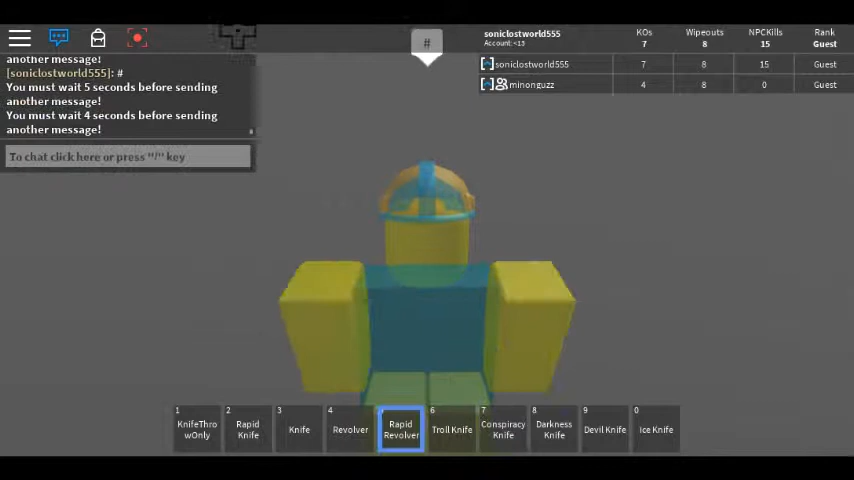 another message!
[soniclostworld555]: #
You must wait 5 seconds before sending
another message!
You must wait 4 seconds before sending
another message!
To chat click here or press "/" key
#
soniclostworld555 KOs Wipeouts NPCKills Rank
Account: <13 7 8 15 Guest
soniclostworld555 7 8 15 Guest
minonguzz 4 8 0 Guest
1 2 3 4 6 7 8 9 0
KnifeThro
wOnly
Rapid
Knife
Knife
Revolver
Rapid
Revolver
Troll Knife
Conspiracy
Knife
Darkness
Knife
Devil Knife
Ice Knife